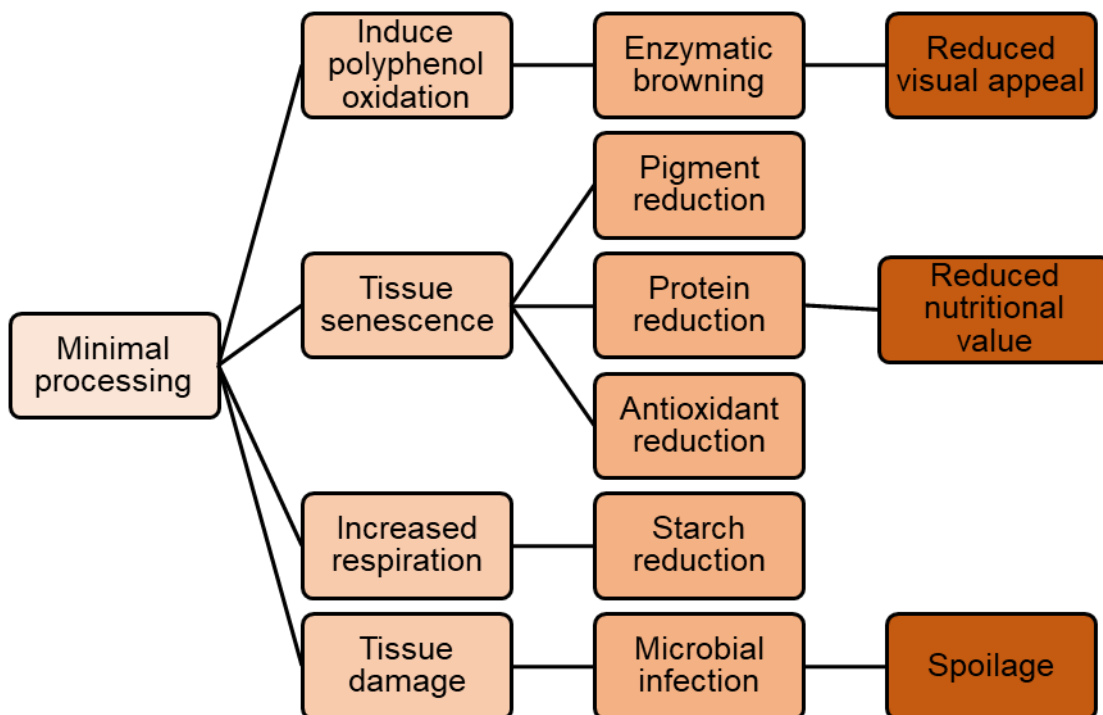 Minimal
processing
Induce
polyphenol
oxidation
Enzymatic
browning
Reduced
visual appeal
Tissue
senescence
Pigment
reduction
Protein
reduction
Reduced
nutritional
value
Antioxidant
reduction
Increased
respiration
Starch
reduction
Tissue
damage
Microbial
infection
Spoilage